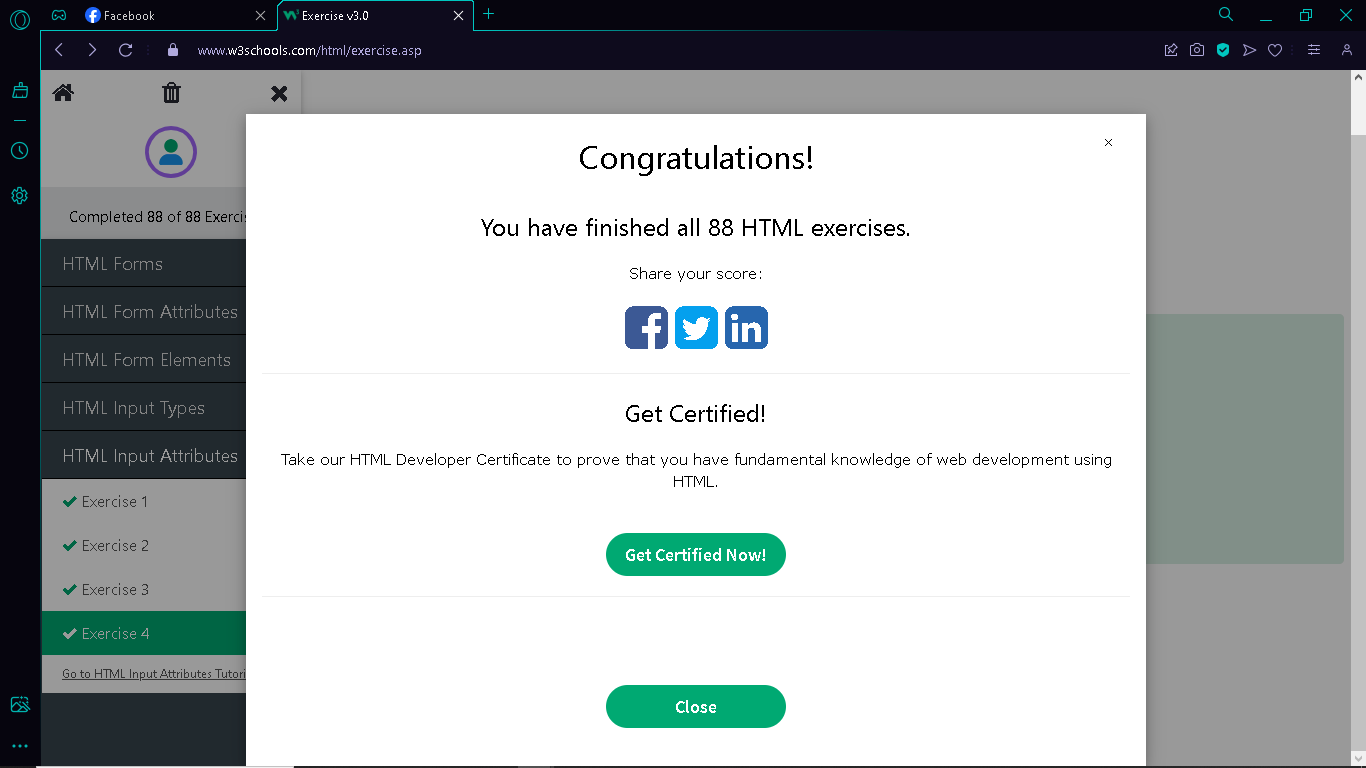 Facebook
Exercise v3.0
www.w3schools.com/html/exercise.asp
Completed 88 of 88
HTML Forms
HTML Form Attributes
HTML Form Elements
HTML Input Types
HTML Input Attributes
Exercise 1
Exercise 2
Exercise 3
Exercise 4
Go to HTML Input Attributes
Congratulations!
×
You have finished all 88 HTML exercises.
Share your score:
Get Certified!
Take our HTML Developer Certificate to prove that you have fundamental knowledge of web development using
HTML.
Get Certified Now!
Close